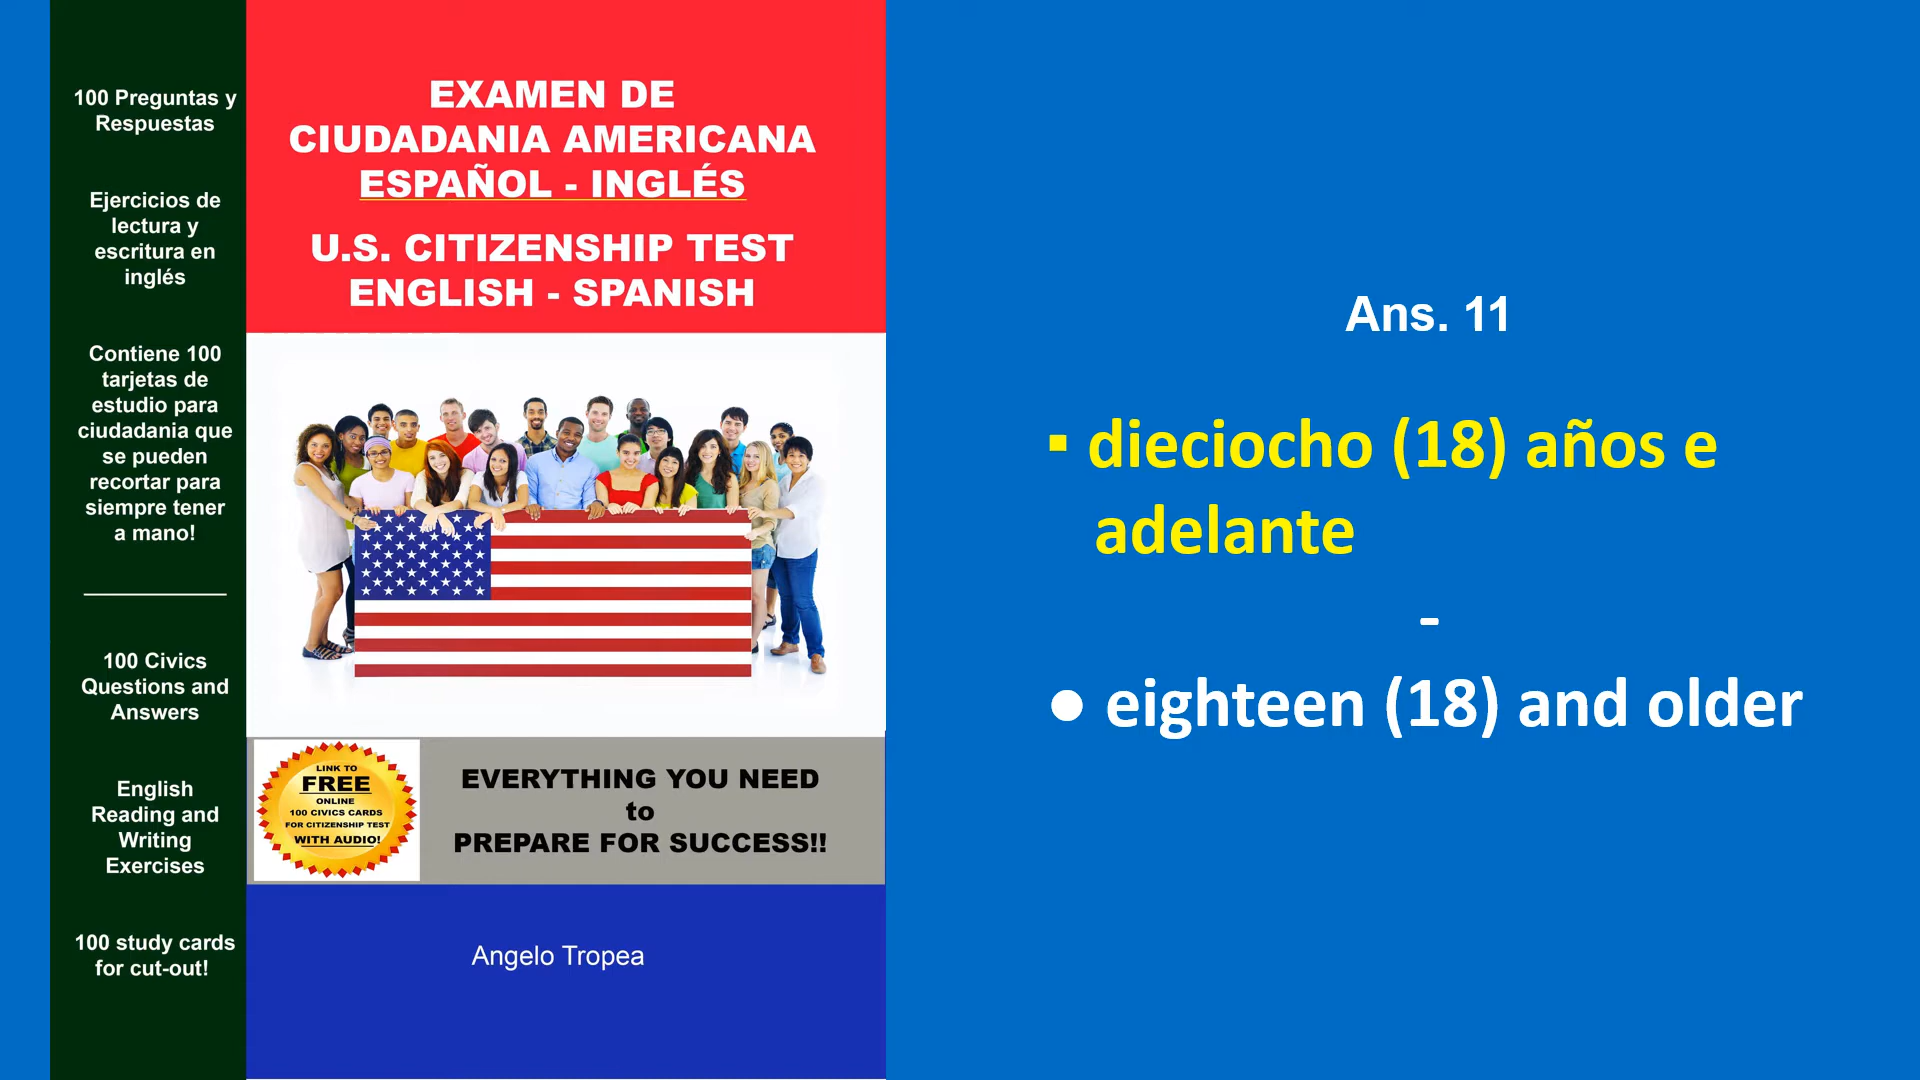 100 Preguntas y
Respuestas
Ejercicios de
lectura y
escritura en
inglés
Contiene 100
tarjetas de
estudio para
ciudadania que
se pueden
recortar para
siempre tener
a mano!
100 Civics
Questions and
Answers
English
Reading and
Writing
Exercises
100 study cards
for cut-out!
EXAMEN DE
CIUDADANIA AMERICANA
ESPAÑOL - INGLÉS
U.S. CITIZENSHIP TEST
ENGLISH - SPANISH
LINK TO
FREE
ONLINE
100 CIVICS CARDS
FOR CITIZENSHIP TEST
WITH AUDIO!
EVERYTHING YOU NEED
to
PREPARE FOR SUCCESS!!
Angelo Tropea
Ans. 11
▪ dieciocho (18) años e
adelante
-
● eighteen (18) and older